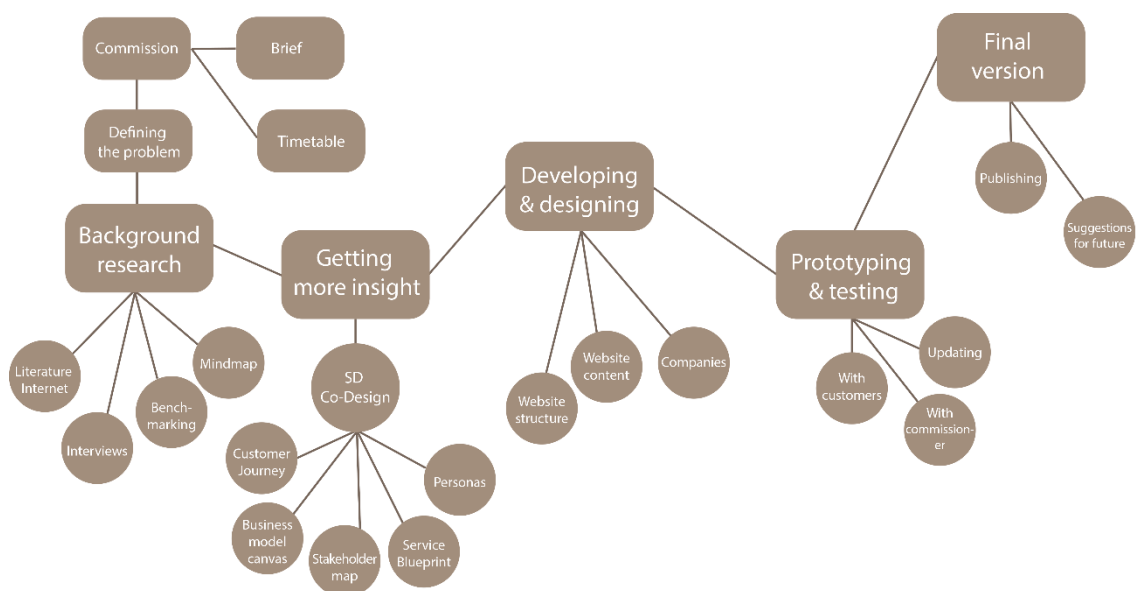 Commission
Brief
Timetable
Defining
the problem
Background
research
Literature
Internet
Interviews
Bench-
marking
Mindmap
Getting
more insight
SD
Co-Design
Customer
Journey
Business
model
canvas
Stakeholder
map
Service
Blueprint
Personas
Developing
& designing
Website
structure
Website
content
Companies
Prototyping
& testing
With
customers
With
commission-
er
Updating
Final
version
Publishing
Suggestions
for future